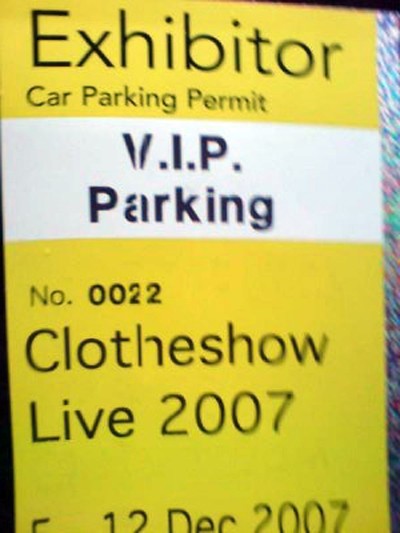 Exhibitor
Car Parking Permit
V.I.P.
Parking
No. 0022
Clotheshow
Live 2007
12 Dec 2007